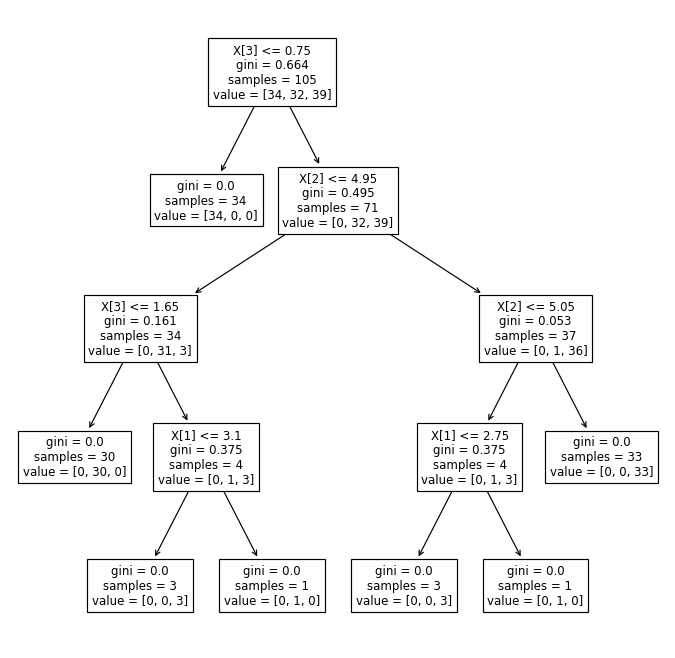 X[3] <= 0.75
gini = 0.664
samples = 105
value = [34, 32, 39]
gini = 0.0
samples = 34
value = [34, 0, 0]
X[2] <= 4.95
gini = 0.495
samples = 71
value = [0, 32, 39]
X[3] <= 1.65
gini = 0.161
samples = 34
value = [0, 31, 3]
X[2] <= 5.05
gini = 0.053
samples = 37
value = [0, 1, 36]
gini = 0.0
samples = 30
value = [0, 30, 0]
X[1] <= 3.1
gini = 0.375
samples = 4
value = [0, 1, 3]
X[1] <= 2.75
gini = 0.375
samples = 4
value = [0, 1, 3]
gini = 0.0
samples = 33
value = [0, 0, 33]
gini = 0.0
samples = 3
value = [0, 0, 3]
gini = 0.0
samples = 1
value = [0, 1, 0]
gini = 0.0
samples = 3
value = [0, 0, 3]
gini = 0.0
samples = 1
value = [0, 1, 0]